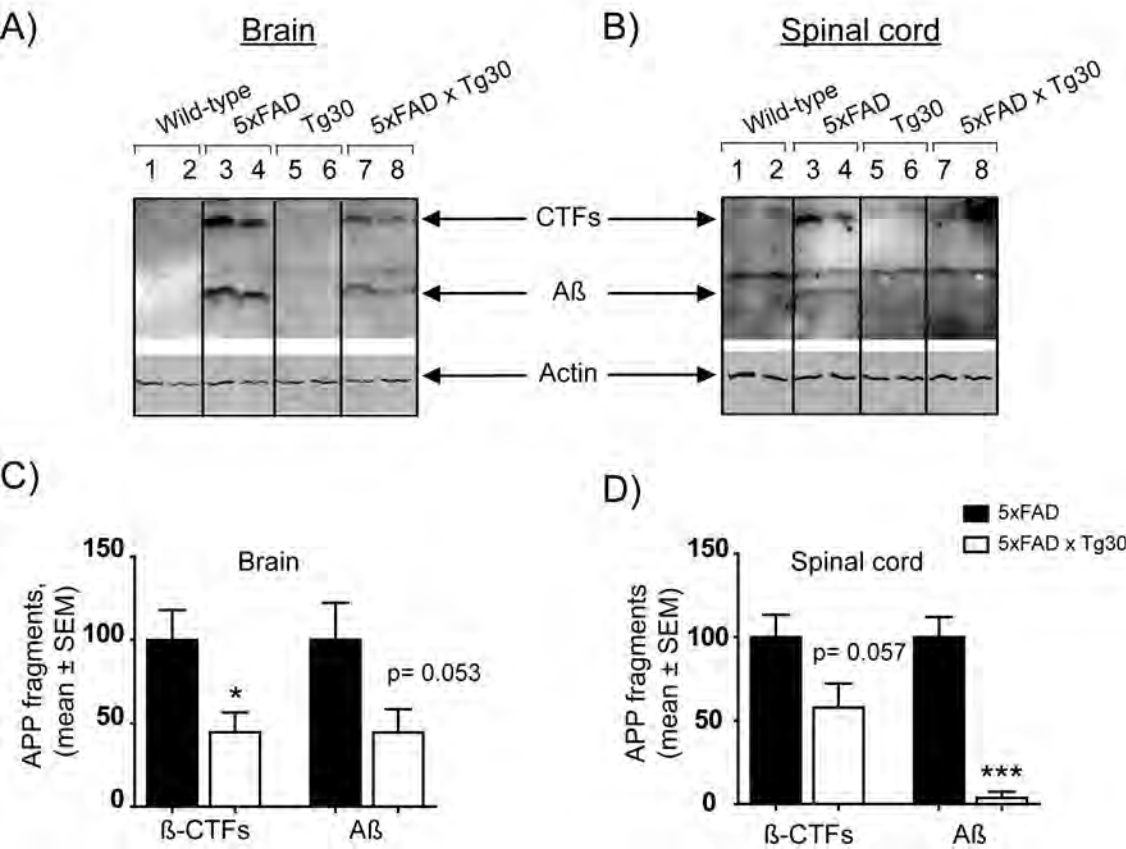 A)
Brain
Wild-type
5xFAD
Tg30
5xFAD x Tg30
1 2 3 4 5 6 7 8
B)
Spinal cord
Wild-type
5xFAD
Tg30
5xFAD x Tg30
1 2 3 4 5 6 7 8
CTFs
Aß
Actin
C)
Brain
APP fragments,
(mean ± SEM)
150
100
50
0
*
p= 0.053
ß-CTFs
Aß
D)
5xFAD
5xFAD x Tg30
Spinal cord
APP fragments
(mean ± SEM)
150
100
50
0
p= 0.057
***
ß-CTFs
Aß